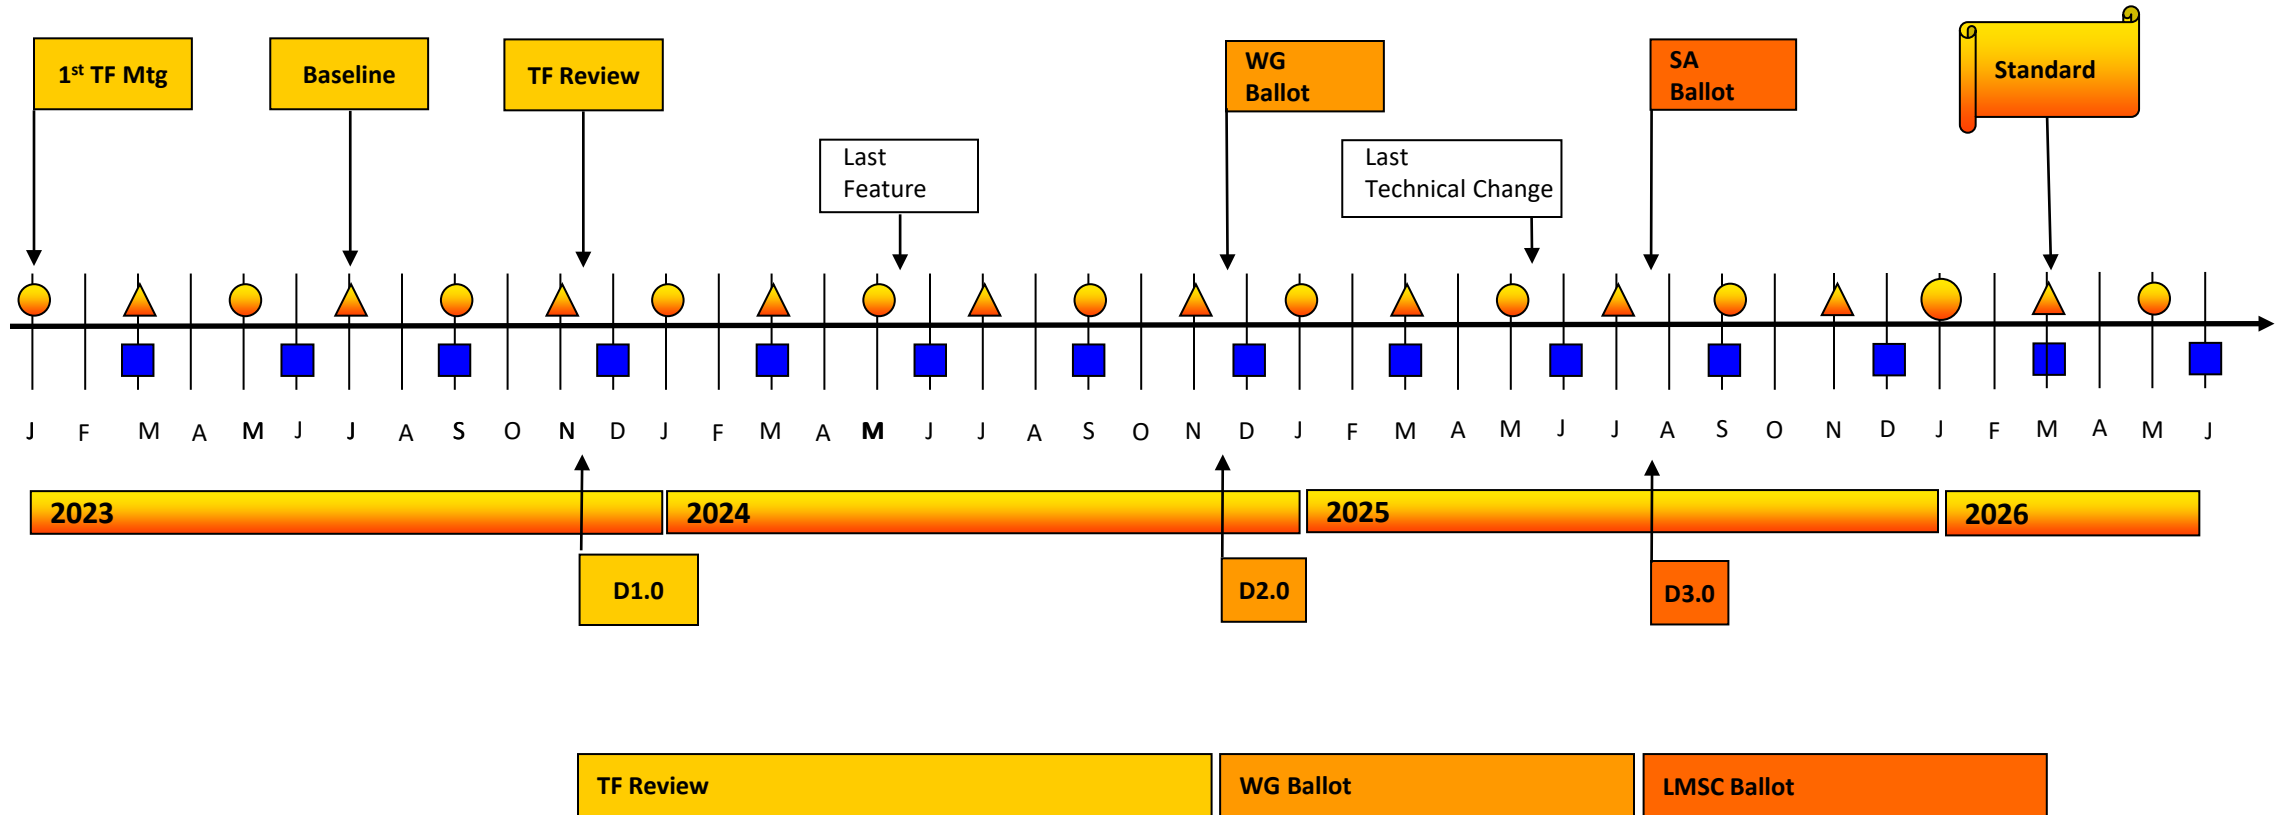 1st TF Mtg
Baseline
TF Review
WG
Ballot
SA
Ballot
Standard
Last
Feature
Last
Technical Change
J F M A M J J A S O N D J F M A M J J A S O N D J F M A M J J A S O N D J F M A M J
2023
2024
2025
2026
D1.0
D2.0
D3.0
TF Review
WG Ballot
LMSC Ballot